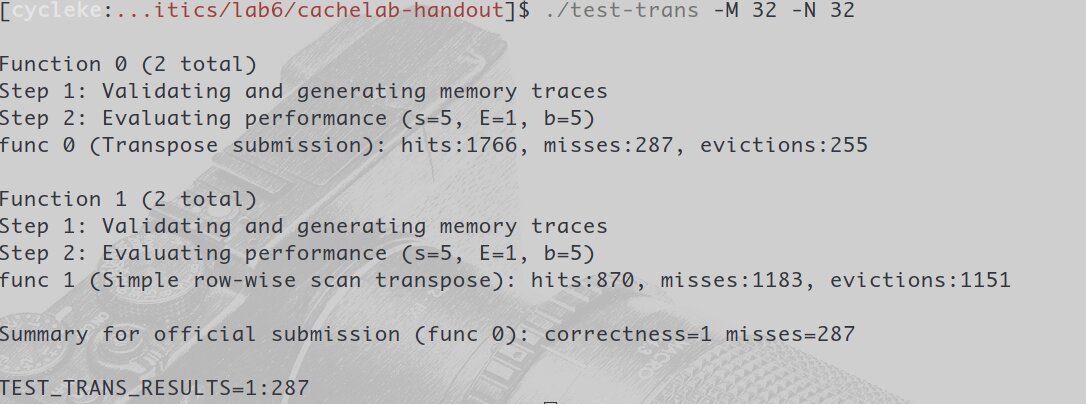 [cycleke:...itics/lab6/cachelab-handout]$ ./test-trans -M 32 -N 32
Function 0 (2 total)
Step 1: Validating and generating memory traces
Step 2: Evaluating performance (s=5, E=1, b=5)
func 0 (Transpose submission): hits:1766, misses:287, evictions:255
Function 1 (2 total)
Step 1: Validating and generating memory traces
Step 2: Evaluating performance (s=5, E=1, b=5)
func 1 (Simple row-wise scan transpose): hits:870, misses:1183, evictions:1151
Summary for official submission (func 0): correctness=1 misses=287
TEST_TRANS_RESULTS=1:287